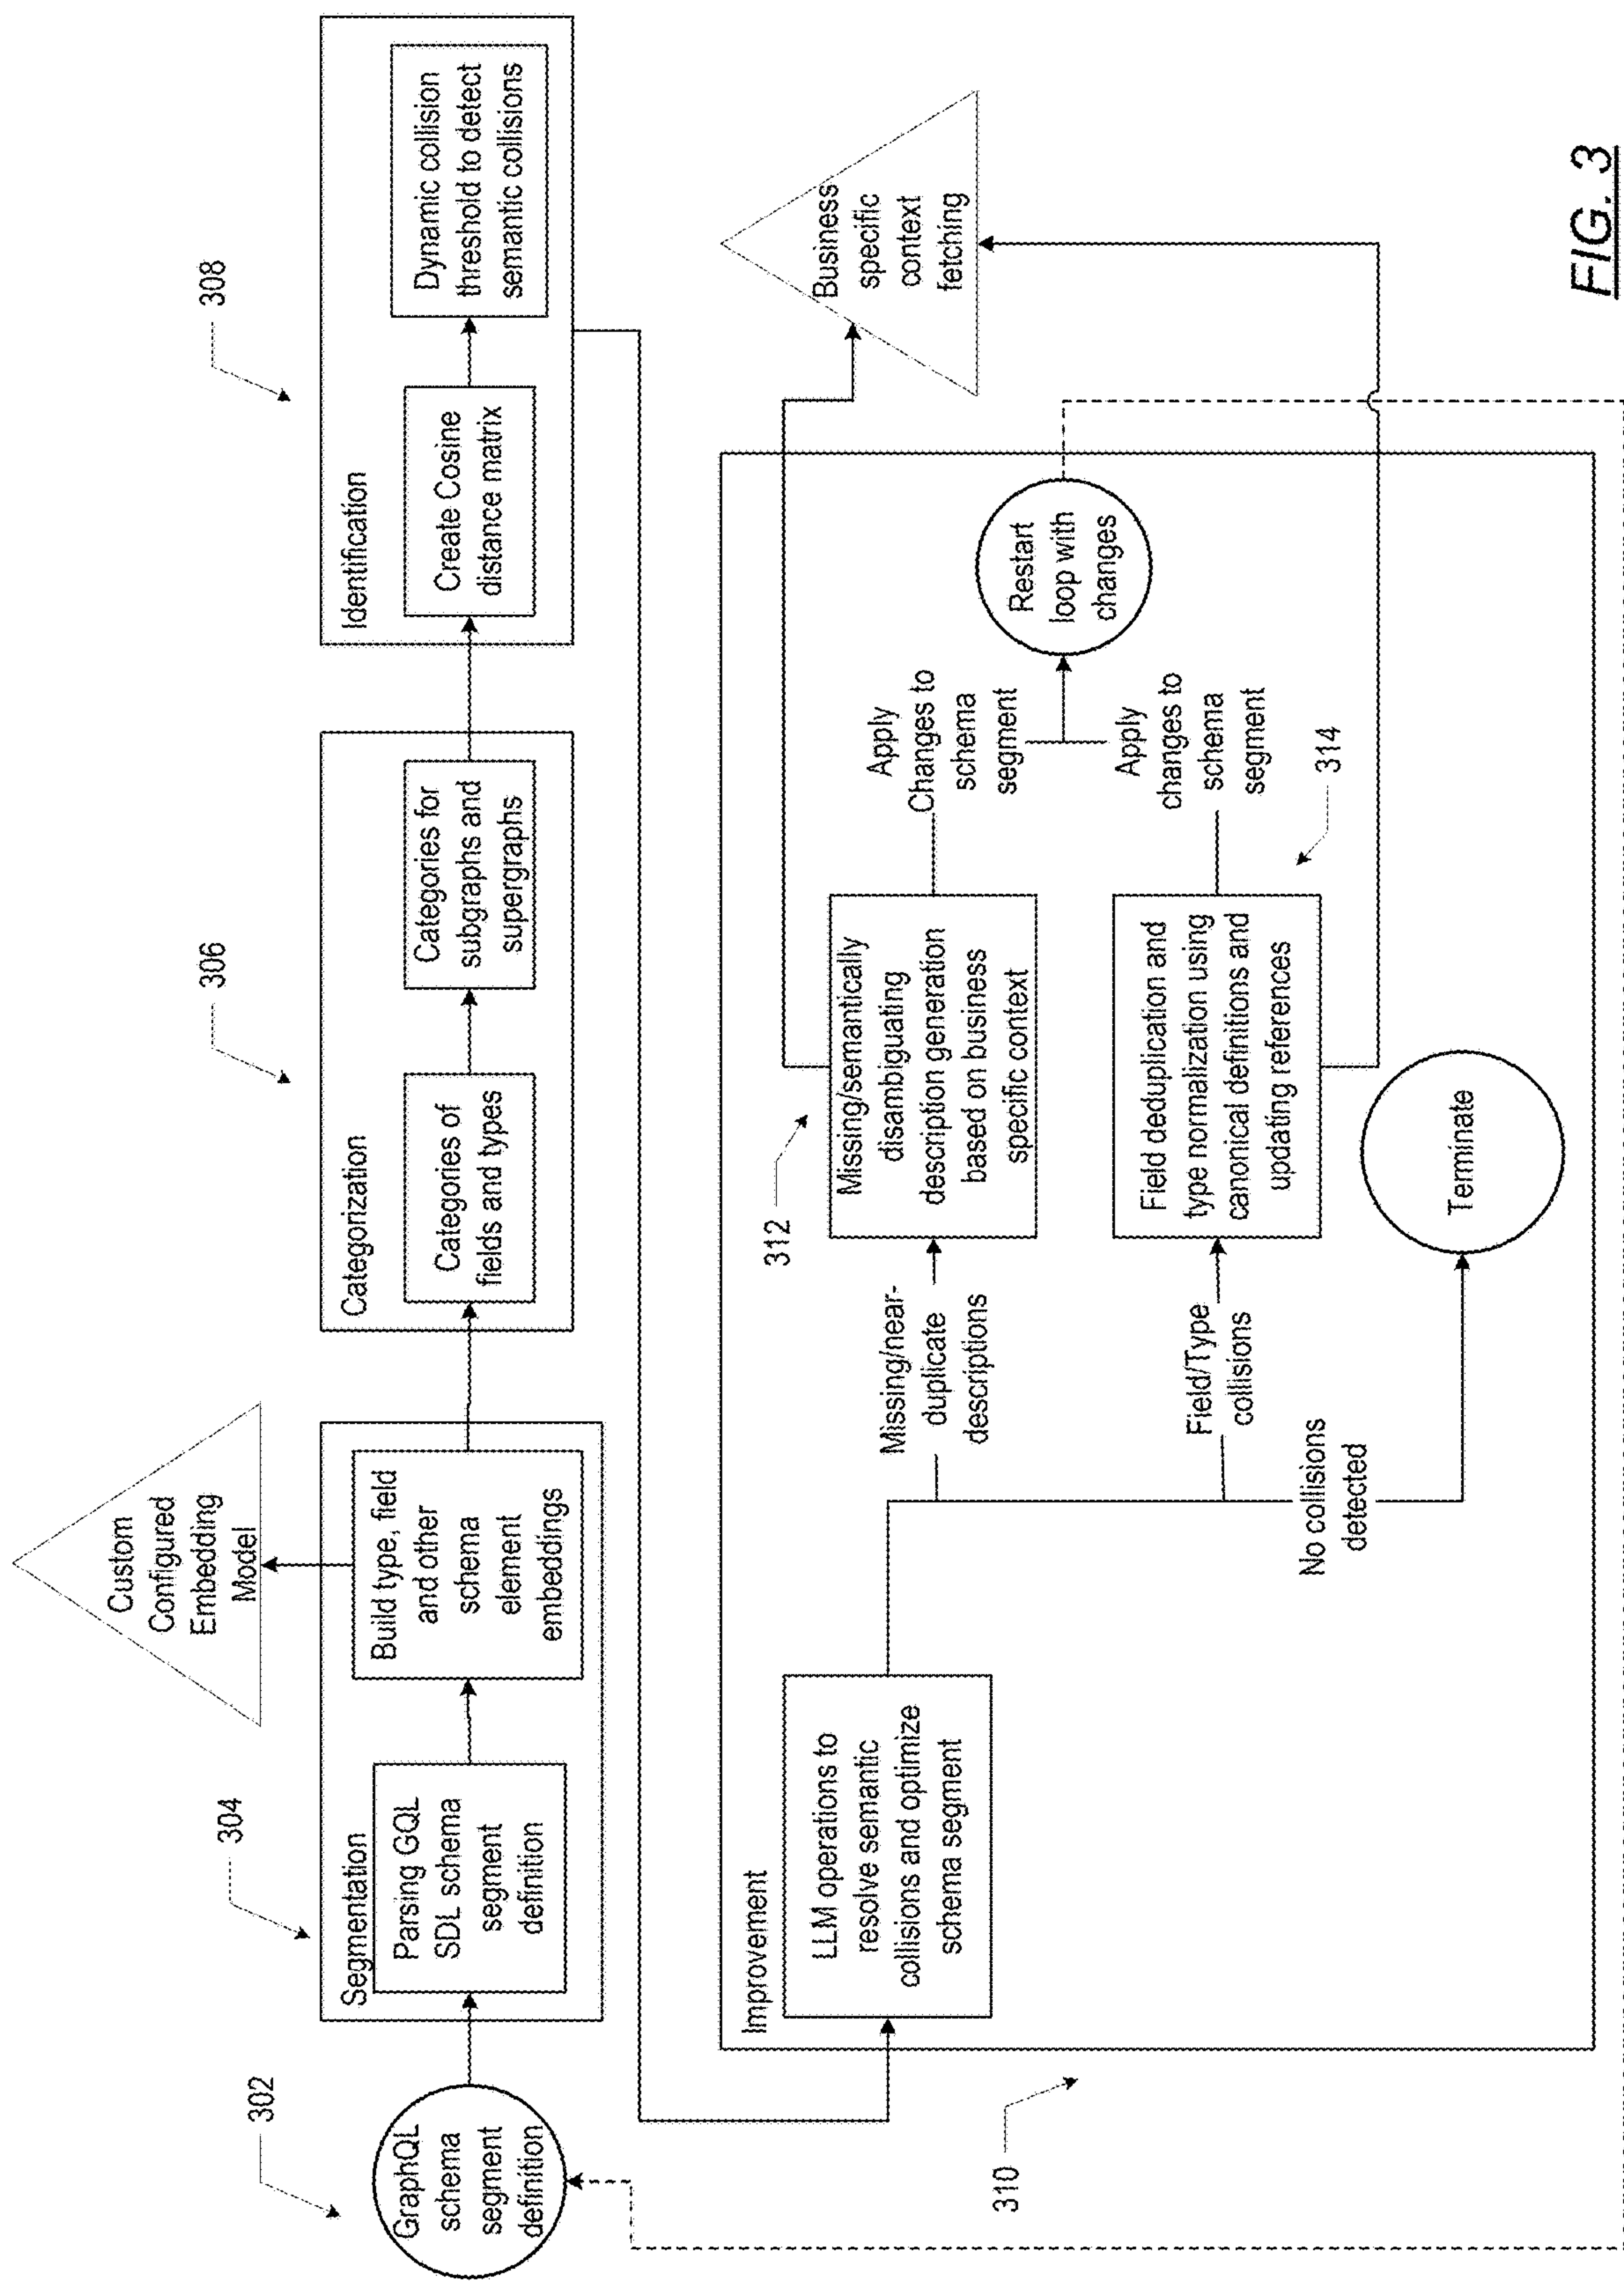 302
GraphQL
schema
segment
definition
304
Segmentation
Parsing GQL
SDL schema
segment
definition
Build type, field
and other
schema
element
embeddings
Custom
Configured
Embedding
Model
306
Categorization
Categories of
fields and types
Categories for
subgraphs and
supergraphs
308
Identification
Create Cosine
distance matrix
Dynamic collision
threshold to detect
semantic collisions
310
Improvement
LLM operations to
resolve semantic
collisions and optimize
schema segment
Missing/near-
duplicate
descriptions
Field/Type
collisions
No collisions
detected
312
Missing/semantically
disambiguating
description generation
based on business
specific context
Field deduplication and
type normalization using
canonical definitions and
updating references
314
Terminate
Apply
Changes to
schema
segment
Apply
changes to
schema
segment
Restart
loop with
changes
Business
specific
context
fetching
FIG. 3